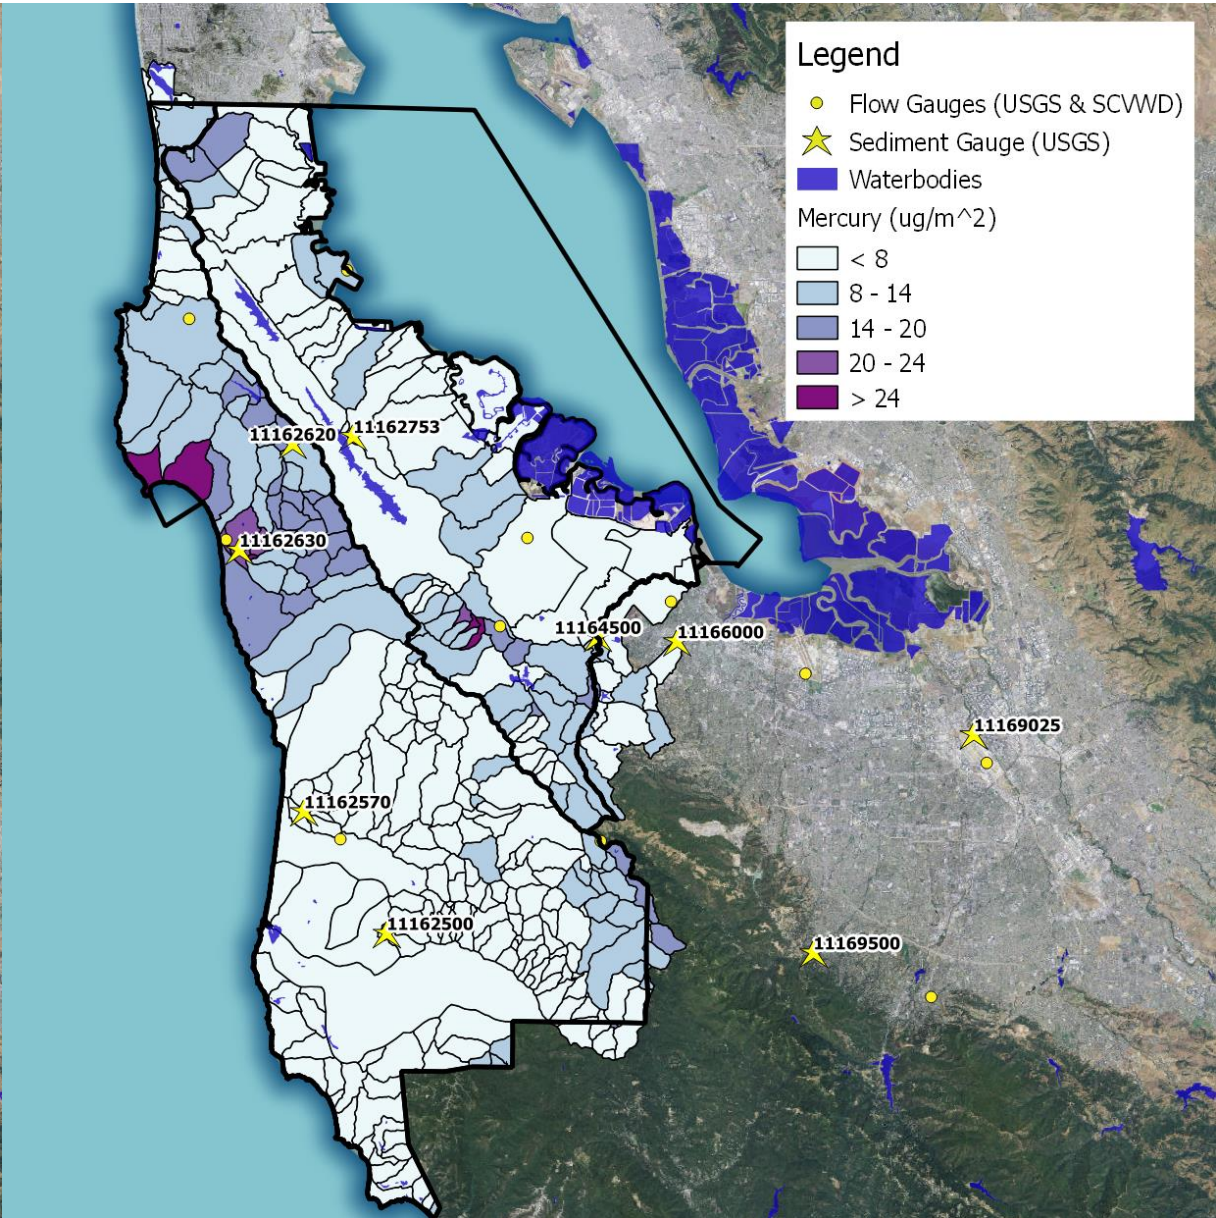 Legend
Flow Gauges (USGS & SCVWD)
Sediment Gauge (USGS)
Waterbodies
Mercury (ug/m^2)
< 8
8 - 14
14 - 20
20 - 24
> 24
11162753
11162620
11162630
11164500
11166000
11169025
11162570
11162500
11169500